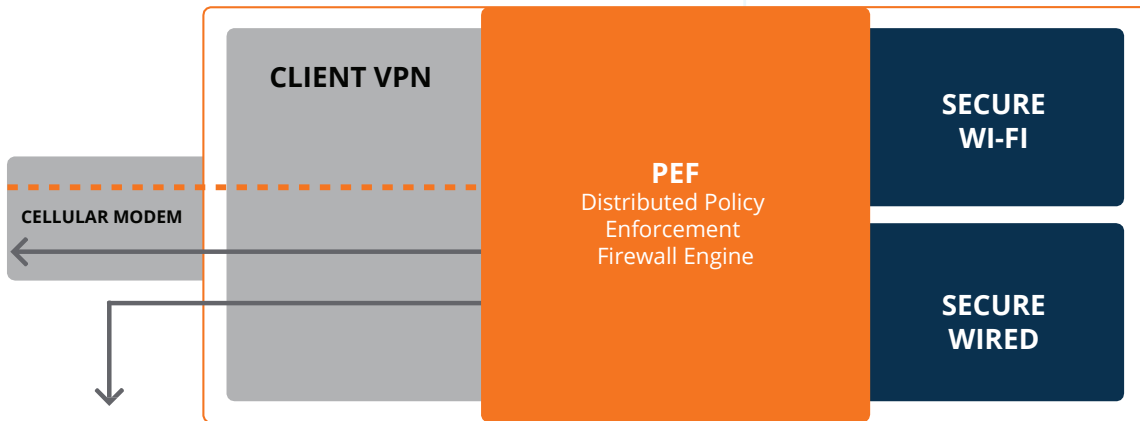 CLIENT VPN
CELLULAR MODEM
PEF
Distributed Policy
Enforcement
Firewall Engine
SECURE
WI-FI
SECURE
WIRED